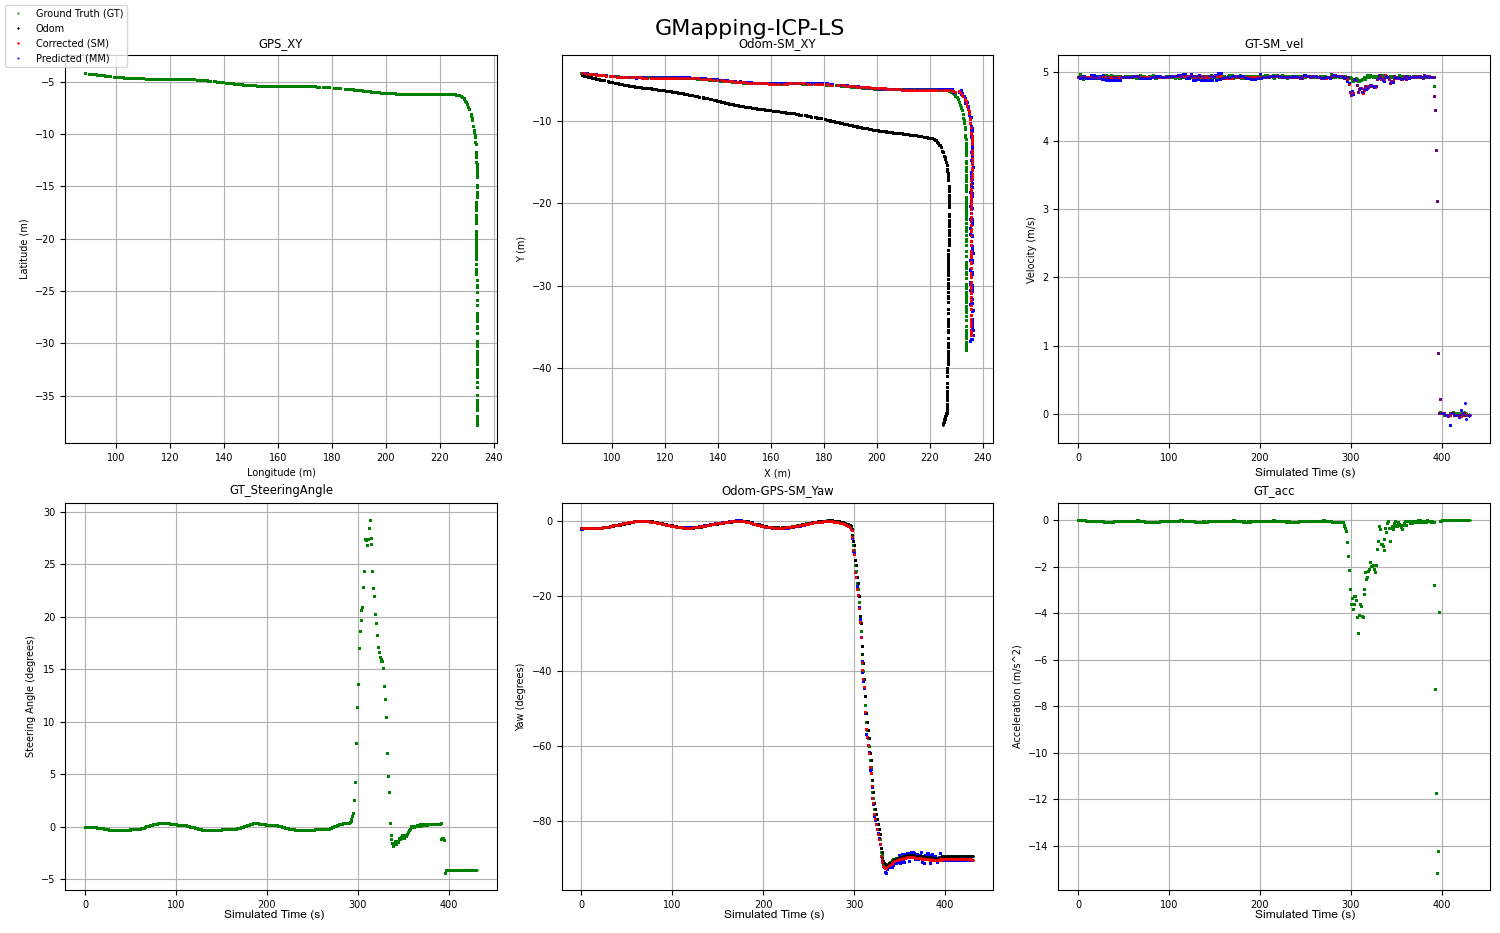 GMapping-ICP-LS
Ground Truth (GT)
Odom
Corrected (SM)
Predicted (MM)
GPS_XY
Latitude (m)
−5
−10
−15
−20
−25
−30
−35
100 120 140 160 180 200 220 240
Longitude (m)
Odom-SM_XY
Y (m)
−10
−20
−30
−40
100 120 140 160 180 200 220 240
X (m)
GT-SM_vel
Velocity (m/s)
5
4
3
2
1
0
0 100 200 300 400
Simulated Time (s)
GT_SteeringAngle
Steering Angle (degrees)
30
25
20
15
10
5
0
−5
0 100 200 300 400
Simulated Time (s)
Odom-GPS-SM_Yaw
Yaw (degrees)
0
−20
−40
−60
−80
0 100 200 300 400
Simulated Time (s)
GT_acc
Acceleration (m/s^2)
0
−2
−4
−6
−8
−10
−12
−14
0 100 200 300 400
Simulated Time (s)